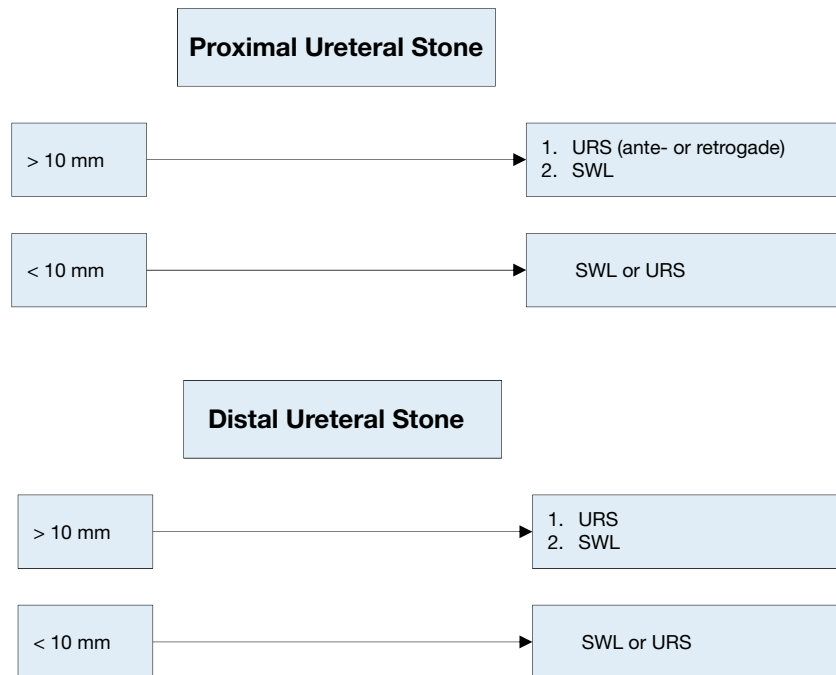 Proximal Ureteral Stone
> 10 mm
1. URS (ante- or retrogade)
2. SWL
< 10 mm
SWL or URS
Distal Ureteral Stone
> 10 mm
1. URS
2. SWL
< 10 mm
SWL or URS